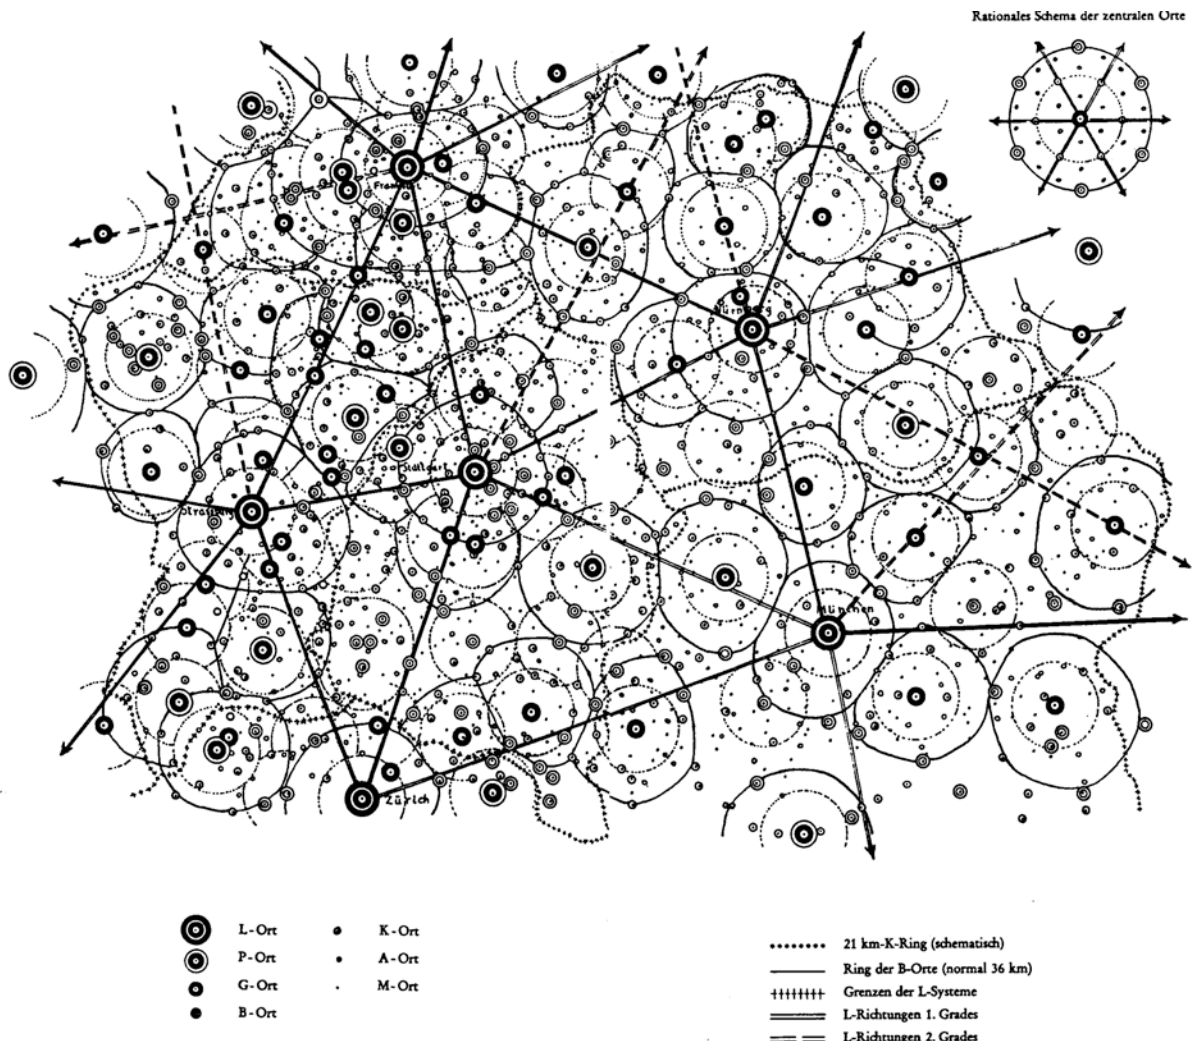 Rationales Schema der zentralen Orte
Frankfurt
Nürnberg
Stuttgart
Strassburg
München
Zürich
L-Ort
P-Ort
G-Ort
B-Ort
K-Ort
A-Ort
M-Ort
21 km-K-Ring (schematisch)
Ring der B-Orte (normal 36 km)
Grenzen der L-Systeme
L-Richtungen 1. Grades
L-Richtungen 2. Grades